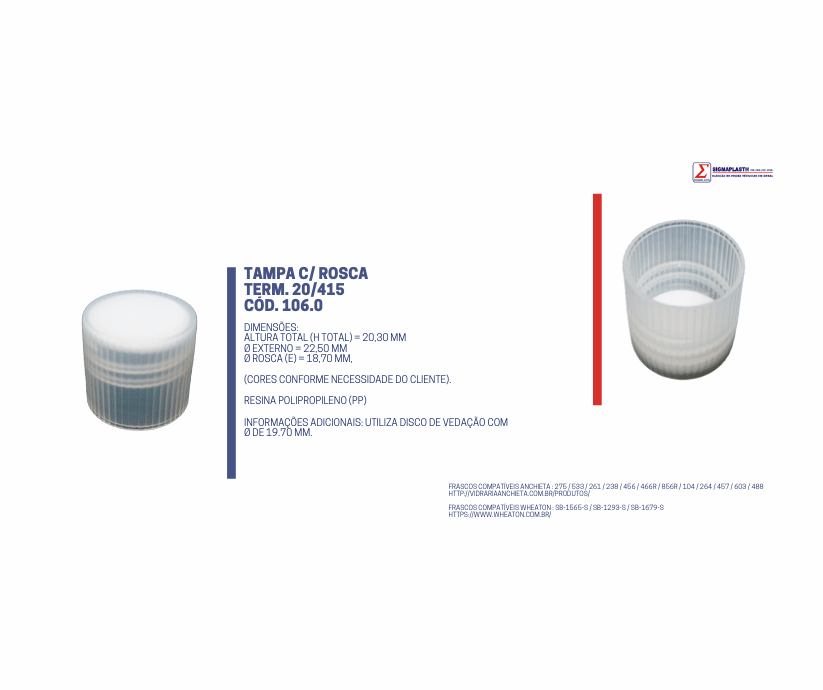 SIGMAPLASTH
TAMPA C/ ROSCA
TERM. 20/415
CÓD. 106.0
DIMENSÕES:
ALTURA TOTAL (H TOTAL) = 20,30 MM
Ø EXTERNO = 22,50 MM
Ø ROSCA (E) = 18,70 MM,
(CORES CONFORME NECESSIDADE DO CLIENTE).
RESINA POLIPROPILENO (PP)
INFORMAÇÕES ADICIONAIS: UTILIZA DISCO DE VEDAÇÃO COM
Ø DE 19.70 MM.
FRASCOS COMPATÍVEIS ANCHIETA : 275 / 533 / 261 / 238 / 456 / 466R / 856R / 104 / 264 / 457 / 603 / 488
HTTP://VIDRARIAANCHIETA.COM.BR/PRODUTOS/
FRASCOS COMPATÍVEIS WHEATON : SB-1565-S / SB-1293-S / SB-1679-S
HTTPS://WWW.WHEATON.COM.BR/